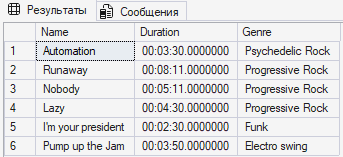 Результаты Сообщения
Name Duration Genre
1 Automation 00:03:30.0000000 Psychedelic Rock
2 Runaway 00:08:11.0000000 Progressive Rock
3 Nobody 00:05:11.0000000 Progressive Rock
4 Lazy 00:04:30.0000000 Progressive Rock
5 I'm your president 00:02:30.0000000 Funk
6 Pump up the Jam 00:03:50.0000000 Electro swing